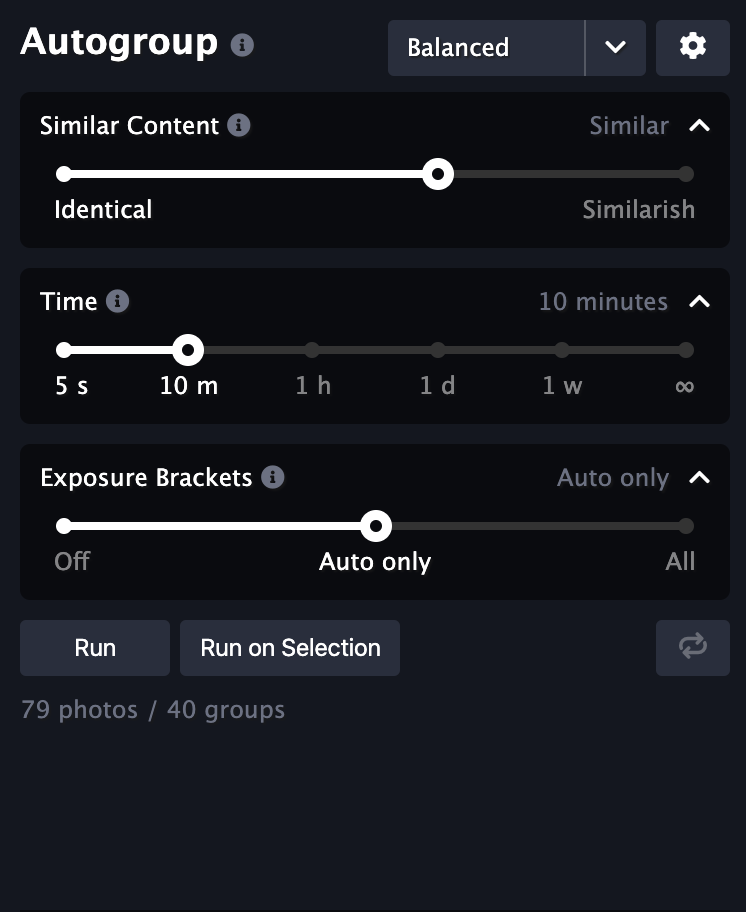 Autogroup Balanced
Similar Content Similar
Identical Similarish
Time 10 minutes
5 s 10 m 1 h 1 d 1 w ∞
Exposure Brackets Auto only
Off Auto only All
Run Run on Selection
79 photos / 40 groups